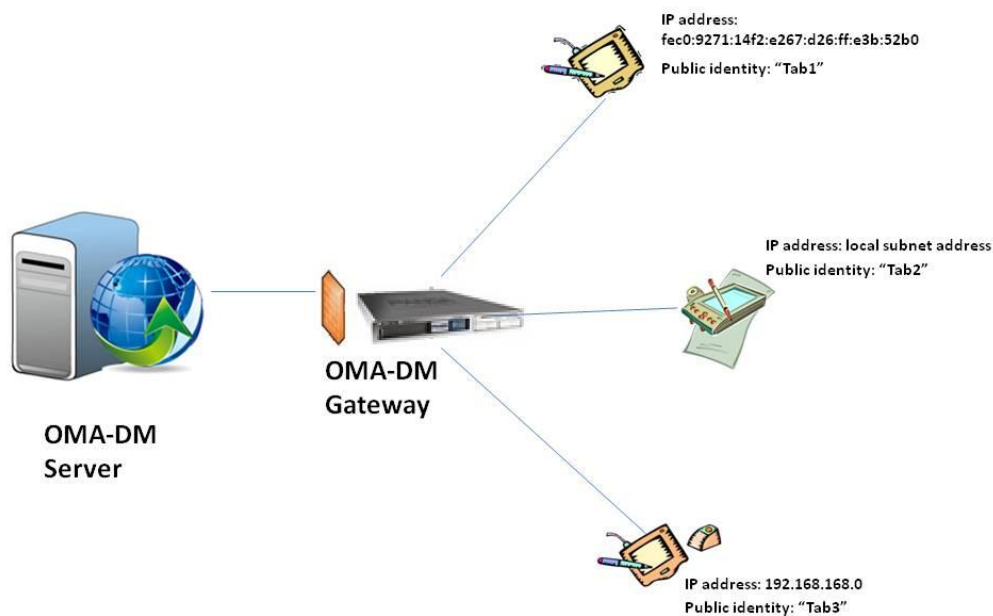 IP address:
fec0:9271:14f2:e267:d26:ff:e3b:52b0
Public identity: “Tab1”
IP address: local subnet address
Public identity: “Tab2”
OMA-DM
Gateway
OMA-DM
Server
IP address: 192.168.168.0
Public identity: “Tab3”